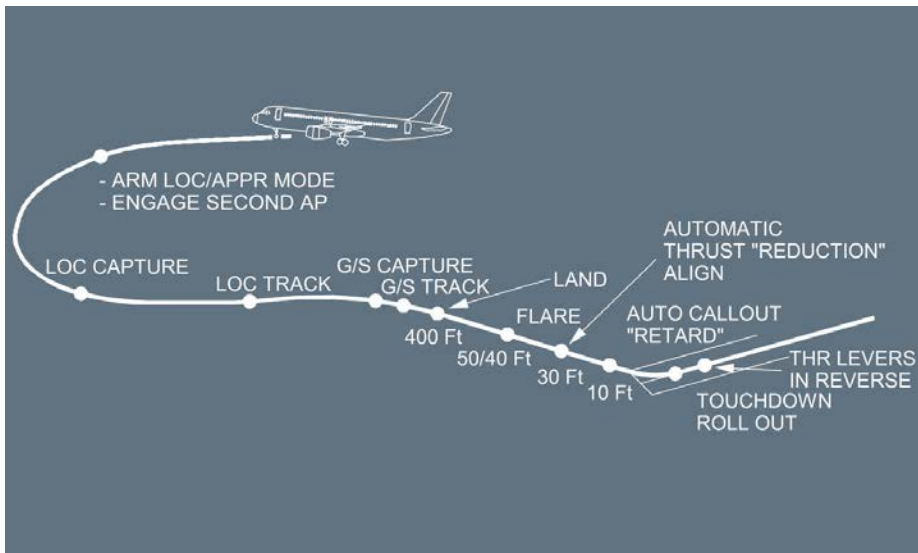 - ARM LOC/APPR MODE
- ENGAGE SECOND AP
LOC CAPTURE
LOC TRACK
G/S CAPTURE
G/S TRACK
LAND
400 Ft
FLARE
50/40 Ft
AUTOMATIC
THRUST "REDUCTION"
ALIGN
30 Ft
AUTO CALLOUT
"RETARD"
10 Ft
THR LEVERS
IN REVERSE
TOUCHDOWN
ROLL OUT